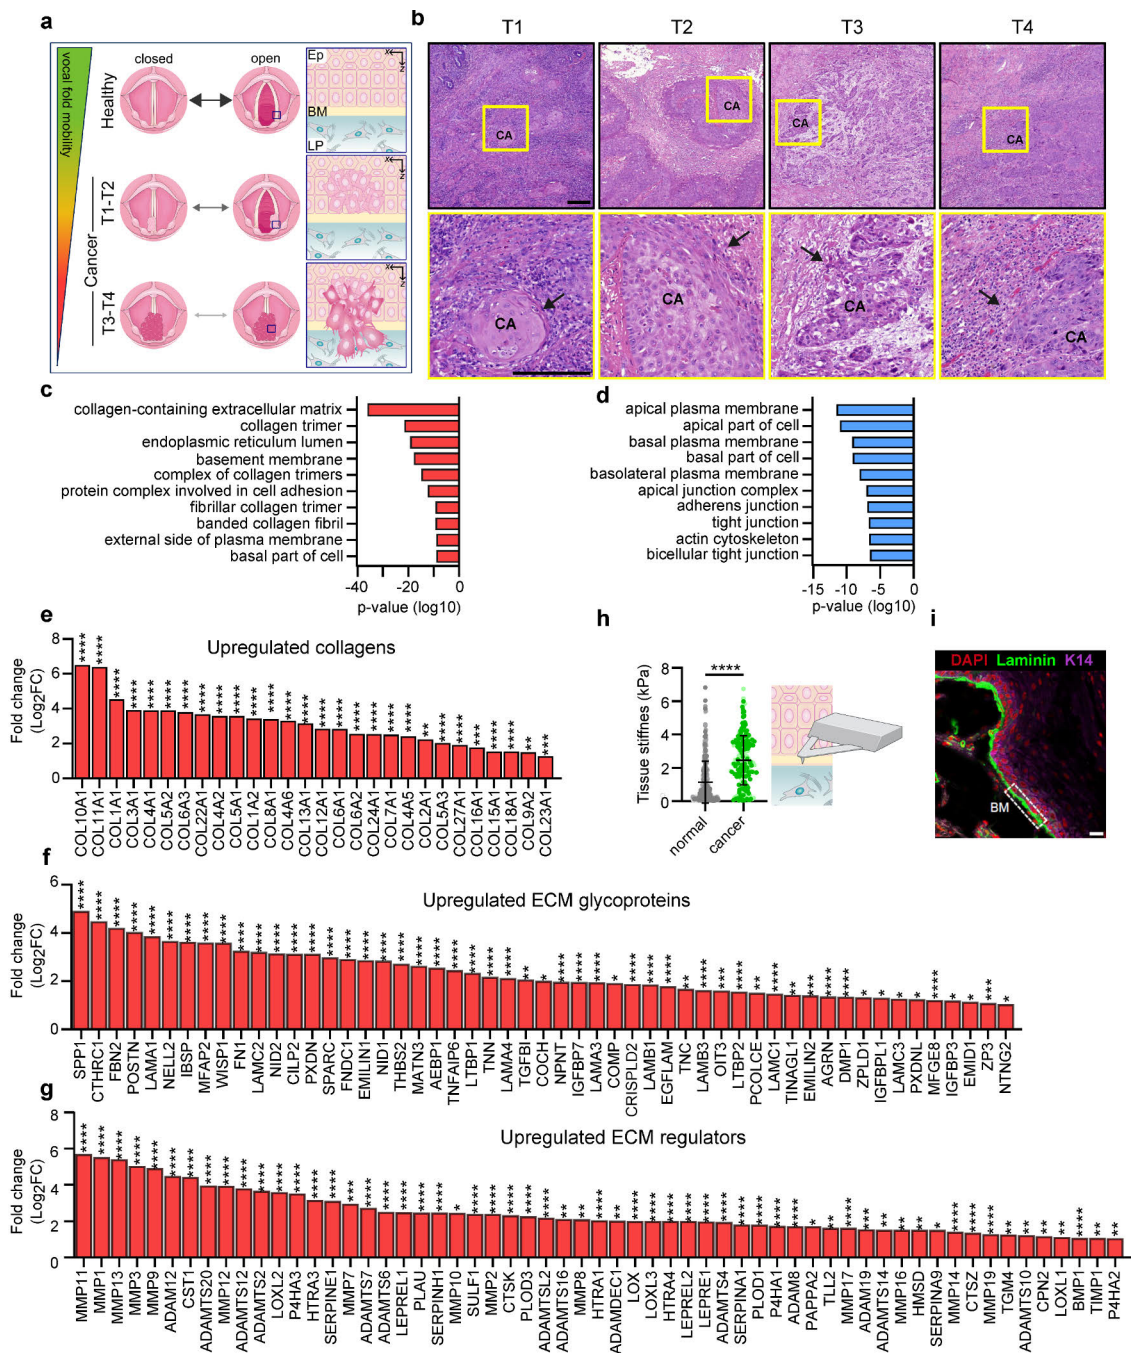 a
vocal fold mobility
closed
open
Healthy
Cancer
T1-T2
T3-T4
Ep
BM
LP
x
z
x
z
x
z
b
T1
T2
T3
T4
CA
CA
CA
CA
CA
CA
CA
CA
c
collagen-containing extracellular matrix
collagen trimer
endoplasmic reticulum lumen
basement membrane
complex of collagen trimers
protein complex involved in cell adhesion
fibrillar collagen trimer
banded collagen fibril
external side of plasma membrane
basal part of cell
-40 -20 0
p-value (log10)
d
apical plasma membrane
apical part of cell
basal plasma membrane
basal part of cell
basolateral plasma membrane
apical junction complex
adherens junction
tight junction
actin cytoskeleton
bicellular tight junction
-15 -10 -5 0
p-value (log10)
e
Upregulated collagens
Fold change
(Log2FC)
8
6
4
2
0
COL10A1 COL11A1 COL1A1 COL3A1 COL4A1 COL5A2 COL6A3 COL22A1 COL4A2 COL5A1 COL1A2 COL8A1 COL4A6 COL13A1 COL12A1 COL6A1 COL6A2 COL24A1 COL7A1 COL4A5 COL2A1 COL5A3 COL27A1 COL16A1 COL15A1 COL18A1 COL9A2 COL23A1
h
Tissue stiffnes (kPa)
8
6
4
2
0
****
normal
cancer
i
DAPI Laminin K14
BM
f
Upregulated ECM glycoproteins
Fold change
(Log2FC)
6
4
2
0
SPP1 CTHRC1 FBN2 POSTN LAMA1 NELL2 IBSP MFAP2 WISP1 FN1 LAMC2 NID2 CILP2 PXDN SPARC FNDC1 EMILIN1 NID1 THBS2 MATN3 AEBP1 TNFAIP6 LTBP1 TNN LAMA4 TGFBI COCH NPNT IGFBP7 LAMA3 COMP CRISPLD2 LAMB1 EGFLAM TNC LAMB3 OIT3 LTBP2 PCOLCE LAMC1 TINAGL1 EMILIN2 AGRN DMP1 ZPLD1 IGFBPL1 LAMC3 PXDNL MFGE8 IGFBP3 EMID1 ZP3 NTNG2
g
Upregulated ECM regulators
Fold change
(Log2FC)
8
6
4
2
0
MMP11 MMP1 MMP13 MMP3 MMP9 ADAM12 CST1 ADAMTS20 MMP12 ADAMTS12 ADAMTS2 LOXL2 P4HA3 HTRA3 SERPINE1 MMP7 ADAMTS7 ADAMTS6 LEPREL1 PLAU SERPINH1 MMP10 SULF1 MMP2 CTSK PLOD3 ADAMTSL2 ADAMTS16 MMP8 HTRA1 ADAMDEC1 LOX LOXL3 HTRA4 LEPREL2 LEPRE1 ADAMTS4 SERPINA1 PLOD1 P4HA1 ADAM8 PAPPA2 TLL2 MMP17 ADAM19 ADAMTS14 MMP16 HMSD SERPINA9 MMP14 CTSZ MMP19 TGM4 ADAMTS10 CPN2 LOXL1 BMP1 TIMP1 P4HA2